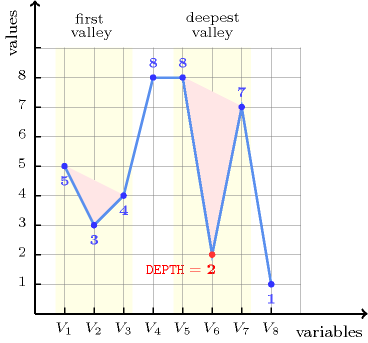 first
valley
deepest
valley
values
8
7
6
5
4
3
2
1
5
3
4
8
8
7
1
DEPTH = 2
V₁ V₂ V₃ V₄ V₅ V₆ V₇ V₈
variables